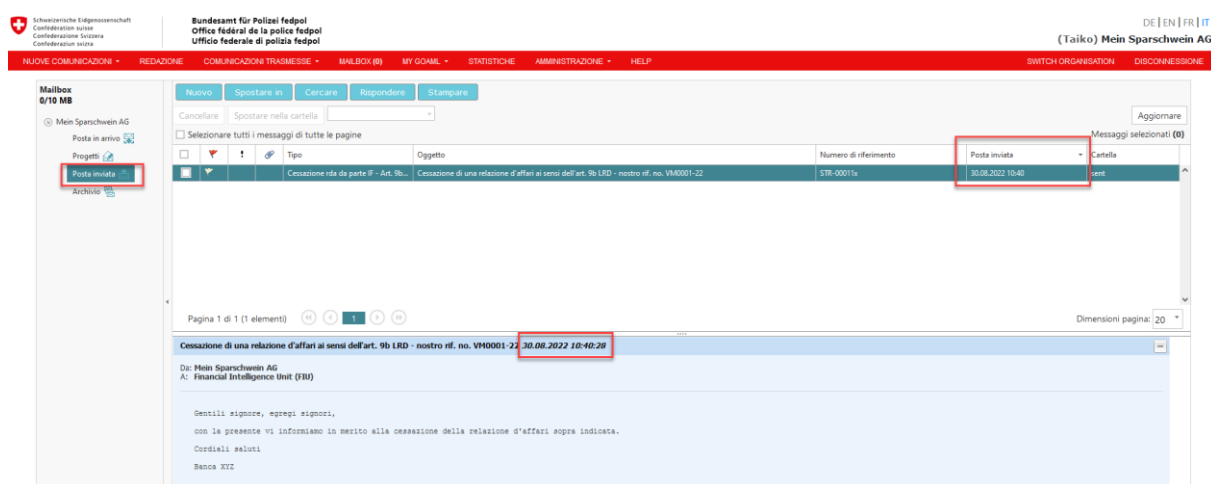 Schweizerische Eidgenossenschaft
Confédération suisse
Confederazione Svizzera
Confederaziun svizra
Bundesamt für Polizei fedpol
Office fédéral de la police fedpol
Ufficio federale di polizia fedpol
DE | EN | FR | IT
(Taiko) Mein Sparschwein AG
NUOVE COMUNICAZIONI REDAZIONE COMUNICAZIONI TRASMESSE MAILBOX (0) MY GOAML STATISTICHE AMMINISTRAZIONE HELP SWITCH ORGANISATION DISCONNESSIONE
Mailbox
0/10 MB
Mein Sparschwein AG
Posta in arrivo
Progetti
Posta inviata
Archivio
Nuovo Spostare in Cercare Rispondere Stampare
Cancellare Spostare nella cartella Aggiornare
Selezionare tutti i messaggi di tutte le pagine Messaggi selezionati (0)
Tipo Oggetto Numero di riferimento Posta inviata Cartella
Cessazione rda da parte IF - Art. 9b... Cessazione di una relazione d'affari ai sensi dell'art. 9b LRD - nostro rif. no. VM0001-22 STR-00011x 30.08.2022 10:40 sent
Pagina 1 di 1 (1 elementi) 1 Dimensioni pagina: 20
Cessazione di una relazione d'affari ai sensi dell'art. 9b LRD - nostro rif. no. VM0001-22 30.08.2022 10:40:28
Da: Mein Sparschwein AG
A: Financial Intelligence Unit (FIU)
Gentili signore, egregi signori,
con la presente vi informiamo in merito alla cessazione della relazione d'affari sopra indicata.
Cordiali saluti
Banca XYZ